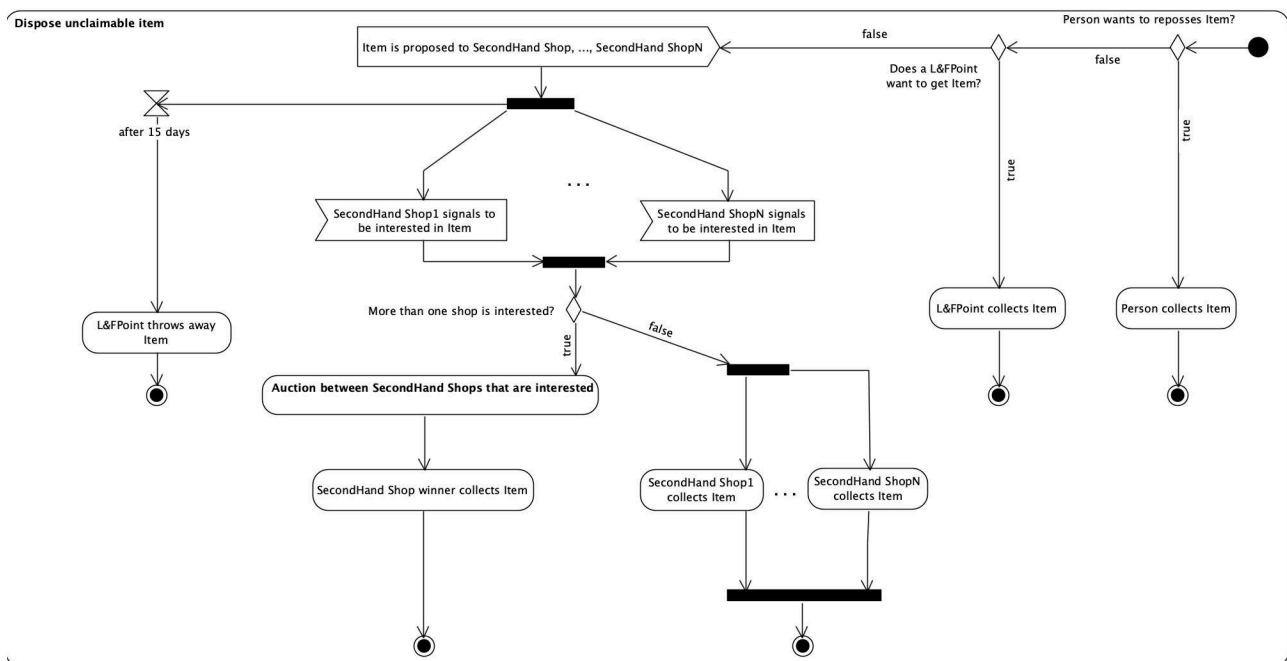 Dispose unclaimable item
Person wants to reposses Item?
Item is proposed to SecondHand Shop, ..., SecondHand ShopN
false
false
Does a L&FPoint
want to get Item?
after 15 days
true
true
...
SecondHand Shop1 signals to
be interested in Item
SecondHand ShopN signals
to be interested in Item
More than one shop is interested?
L&FPoint throws away
Item
L&FPoint collects Item
Person collects Item
true
false
Auction between SecondHand Shops that are interested
SecondHand Shop winner collects Item
SecondHand Shop1
collects Item
...
SecondHand ShopN
collects Item